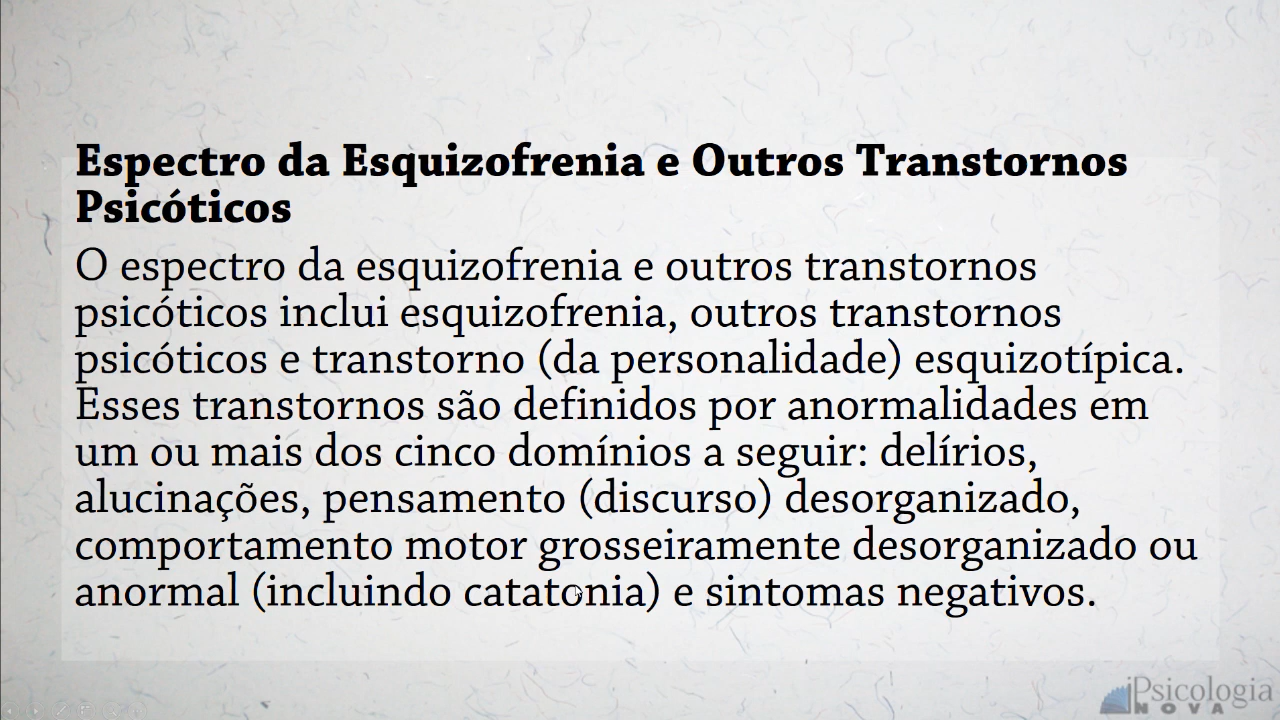 Espectro da Esquizofrenia e Outros Transtornos
Psicóticos
O espectro da esquizofrenia e outros transtornos
psicóticos inclui esquizofrenia, outros transtornos
psicóticos e transtorno (da personalidade) esquizotípica.
Esses transtornos são definidos por anormalidades em
um ou mais dos cinco domínios a seguir: delírios,
alucinações, pensamento (discurso) desorganizado,
comportamento motor grosseiramente desorganizado ou
anormal (incluindo catatonia) e sintomas negativos.
Psicologia
NOVA